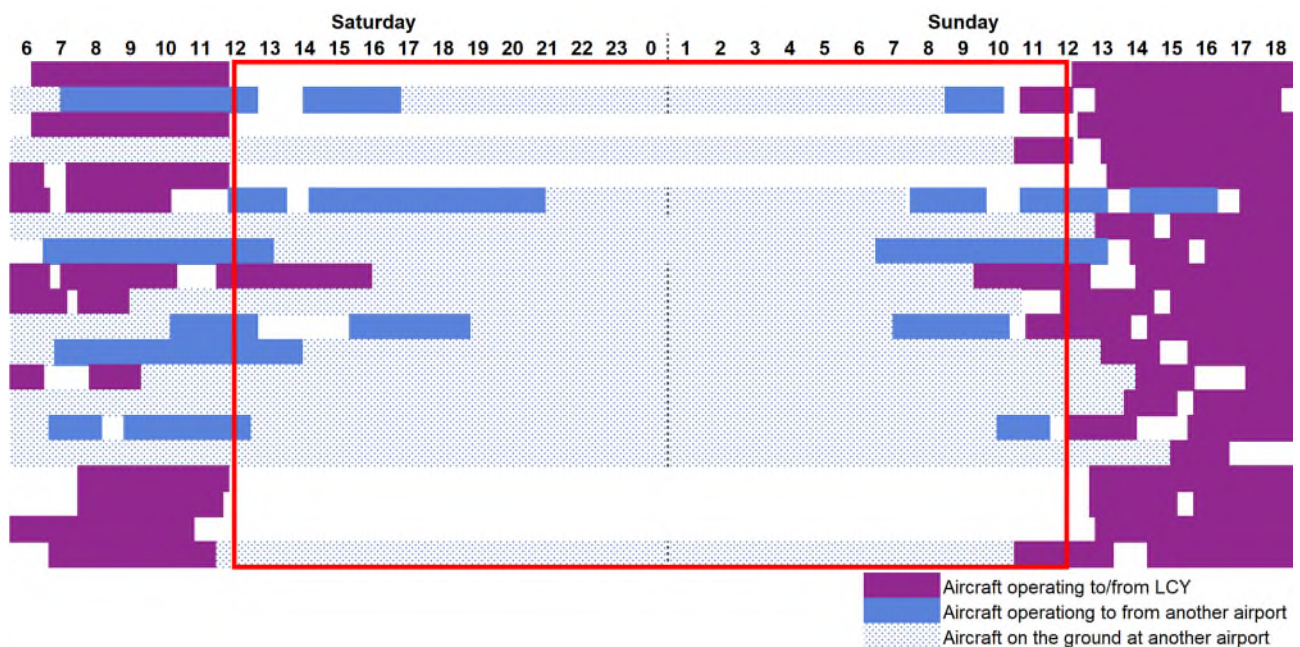 Saturday Sunday
6 7 8 9 10 11 12 13 14 15 16 17 18 19 20 21 22 23 0 1 2 3 4 5 6 7 8 9 10 11 12 13 14 15 16 17 18
Aircraft operating to/from LCY
Aircraft operationg to from another airport
Aircraft on the ground at another airport